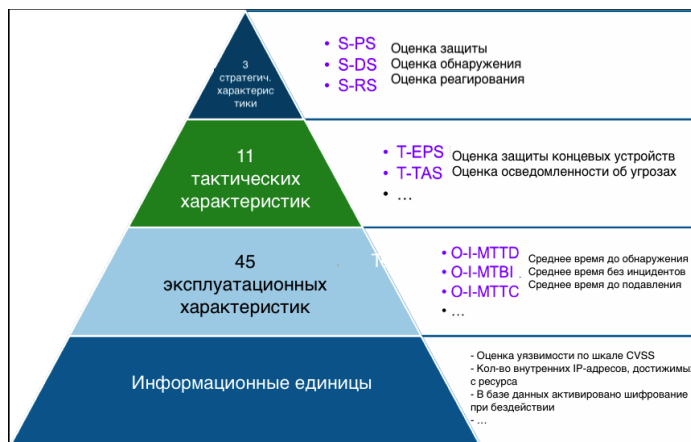 3
стратегич.
характерис
тики
• S-PS Оценка защиты
• S-DS Оценка обнаружения
• S-RS Оценка реагирования
11
тактических
характеристик
• T-EPS Оценка защиты концевых устройств
• T-TAS Оценка осведомленности об угрозах
• ...
45
эксплуатационных
характеристик
T
• O-I-MTTD Среднее время до обнаружения
• O-I-MTBI Среднее время без инцидентов
• O-I-MTTC Среднее время до подавления
• ...
Информационные единицы
- Оценка уязвимости по шкале CVSS
- Кол-во внутренних IP-адресов, достижимых
с ресурса
- В базе данных активировано шифрование
при бездействии
- ...